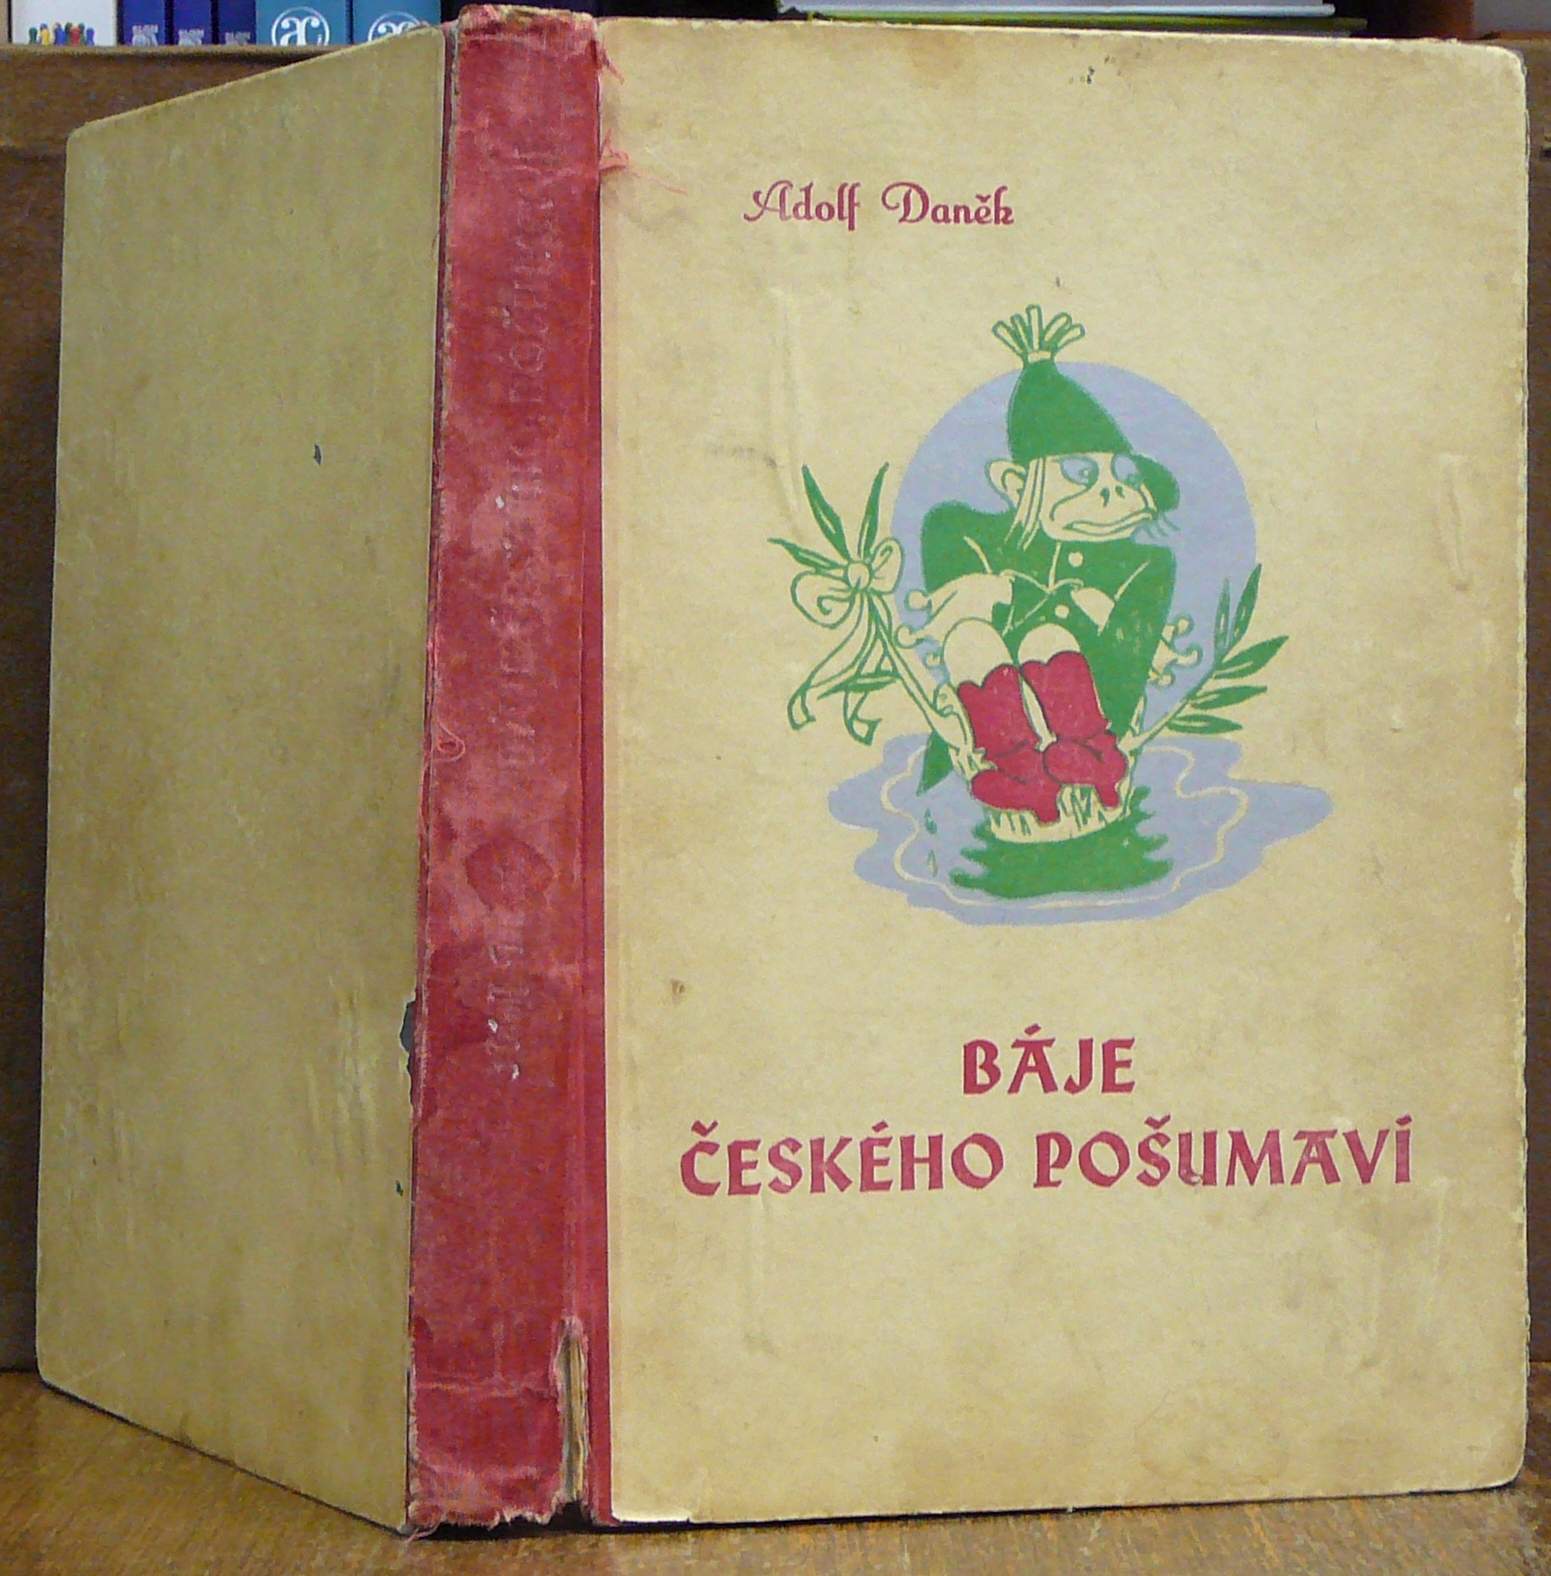 Adolf Daněk
BÁJE
ČESKÉHO POŠUMAVÍ